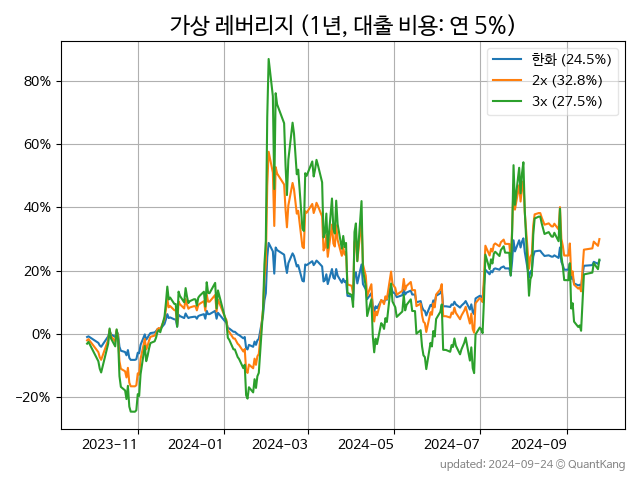 가상 레버리지 (1년, 대출 비용: 연 5%)
한화 (24.5%)
2x (32.8%)
3x (27.5%)
80%
60%
40%
20%
0%
−20%
2023-11
2024-01
2024-03
2024-05
2024-07
2024-09
updated: 2024-09-24 © QuantKang